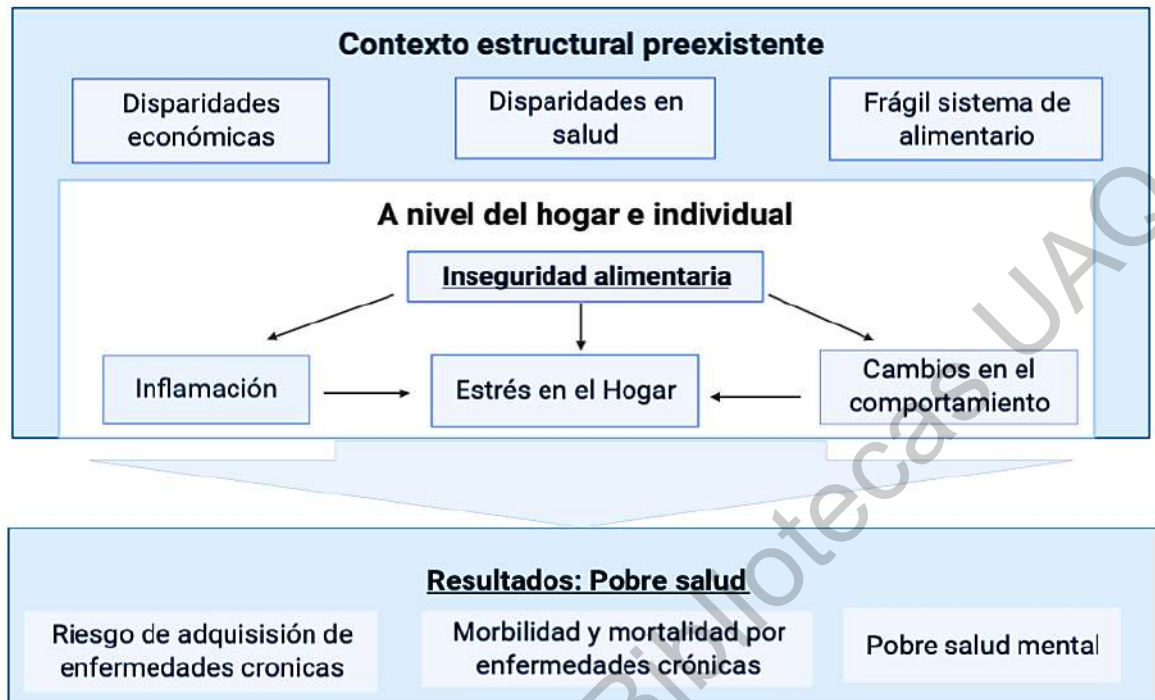 Contexto estructural preexistente
Disparidades
económicas
Disparidades en
salud
Frágil sistema de
alimentario
A nivel del hogar e individual
Inseguridad alimentaria
Inflamación
Estrés en el Hogar
Cambios en el
comportamiento
Resultados: Pobre salud
Riesgo de adquisisión de
enfermedades cronicas
Morbilidad y mortalidad por
enfermedades crónicas
Pobre salud mental
Bibliotecas UAQ